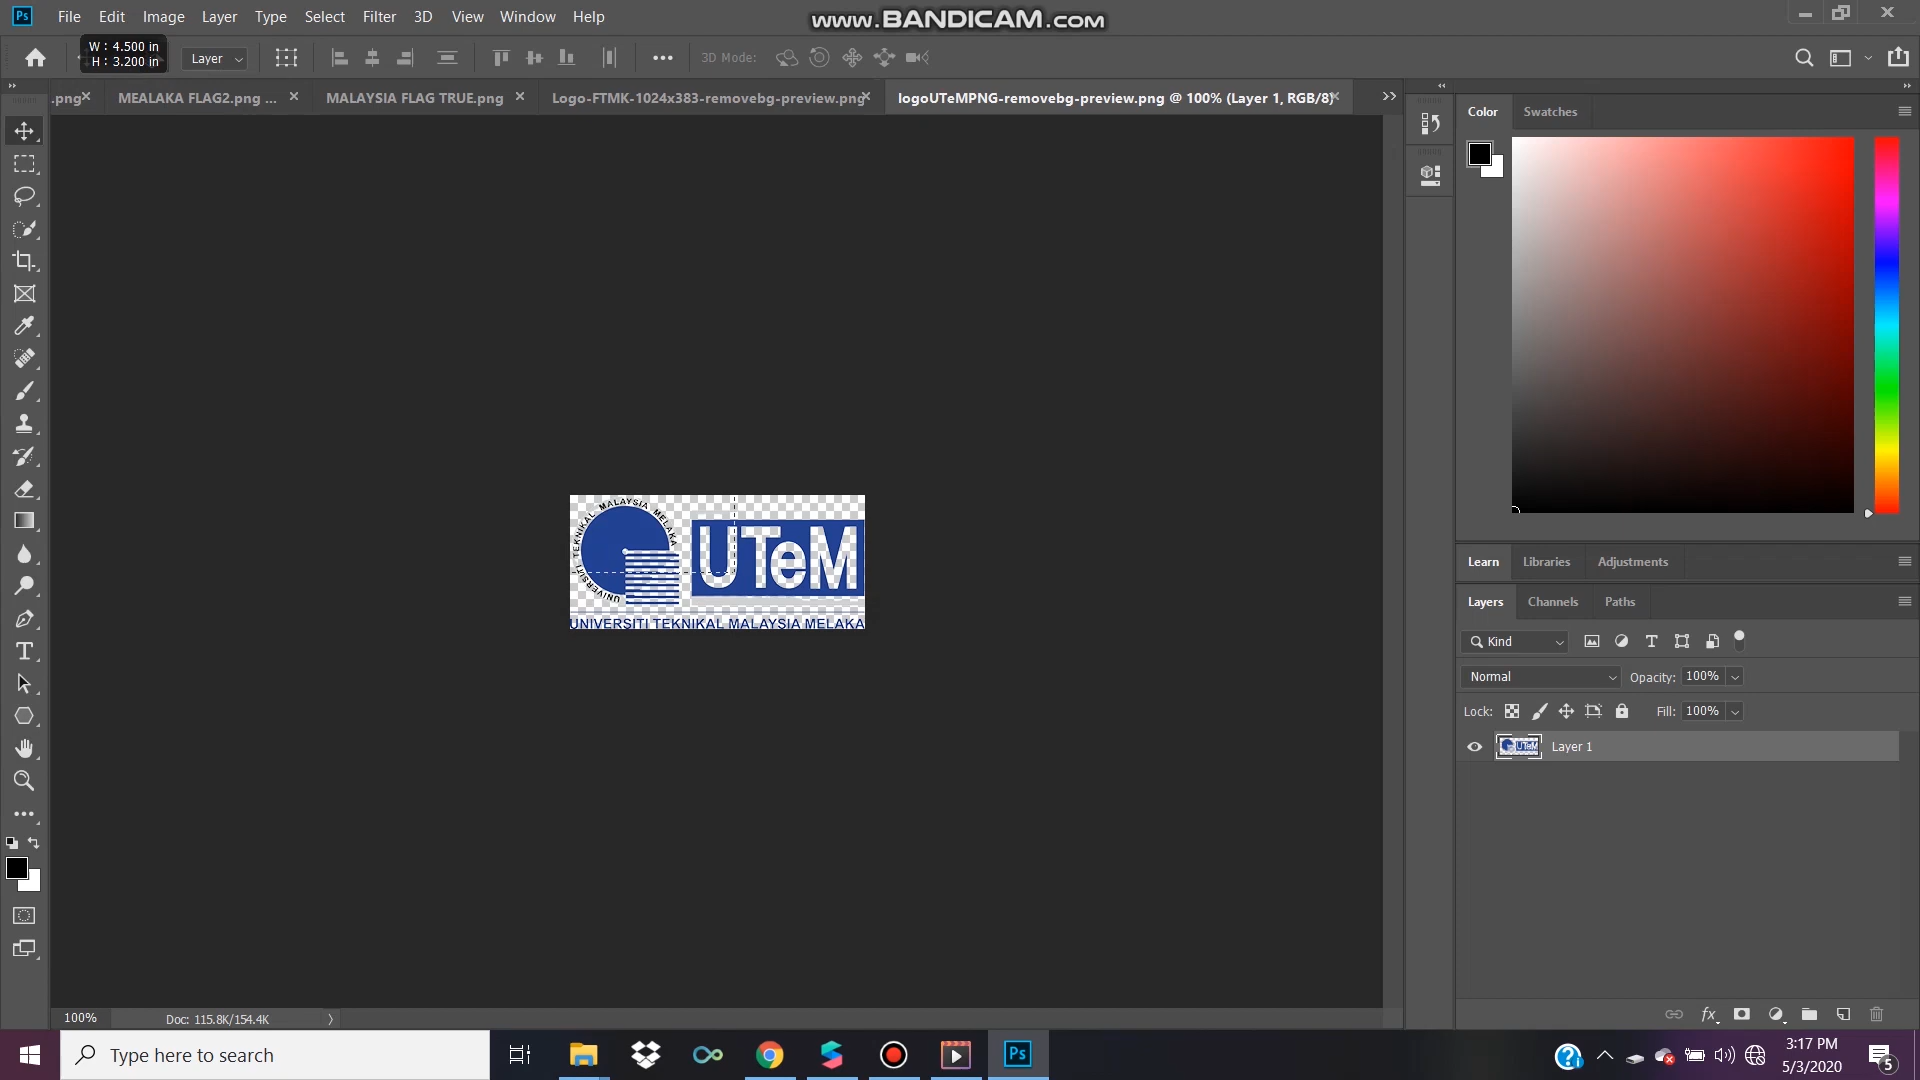 File Edit Image Layer Type Select Filter 3D View Window Help
www.BANDICAM.com
W: 4.500 in
H: 3.200 in
Layer
3D Mode:
.png
MEALAKA FLAG2.png ...
MALAYSIA FLAG TRUE.png
Logo-FTMK-1024x383-removebg-preview.png
logoUTeMPNG-removebg-preview.png @ 100% (Layer 1, RGB/8)
Color Swatches
UNIVERSITI TEKNIKAL MALAYSIA MELAKA
UTeM
UNIVERSITI TEKNIKAL MALAYSIA MELAKA
Learn Libraries Adjustments
Layers Channels Paths
Kind
Normal Opacity: 100%
Lock: Fill: 100%
UTeM Layer 1
100% Doc: 115.8K/154.4K
fx
Type here to search
Ps
3:17 PM
5/3/2020
5